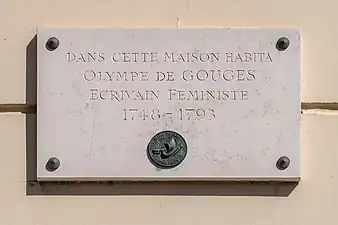 DANS CETTE MAISON HABITA
OLYMPE DE GOUGES
ECRIVAIN FEMINISTE
1748-1793